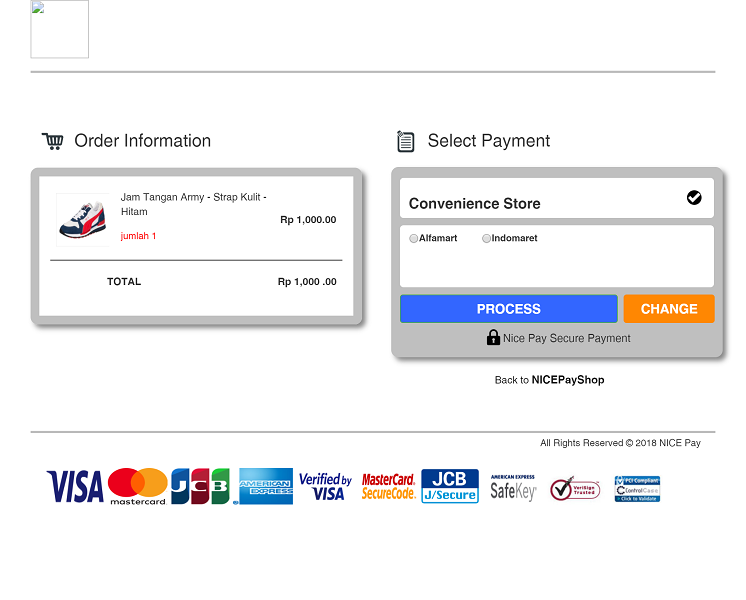 Order Information
Select Payment
Jam Tangan Army - Strap Kulit -
Hitam
Rp 1,000.00
jumlah 1
TOTAL
Rp 1,000 .00
Convenience Store
Alfamart
Indomaret
PROCESS
CHANGE
Nice Pay Secure Payment
Back to NICEPayShop
All Rights Reserved © 2018 NICE Pay
VISA
mastercard
JCB
AMERICAN
EXPRESS
Verified by
VISA
MasterCard.
SecureCode.
JCB
J/Secure
AMERICAN EXPRESS
SafeKey
VeriSign
Trusted
PCI Compliant
ControlCase
Click to Validate